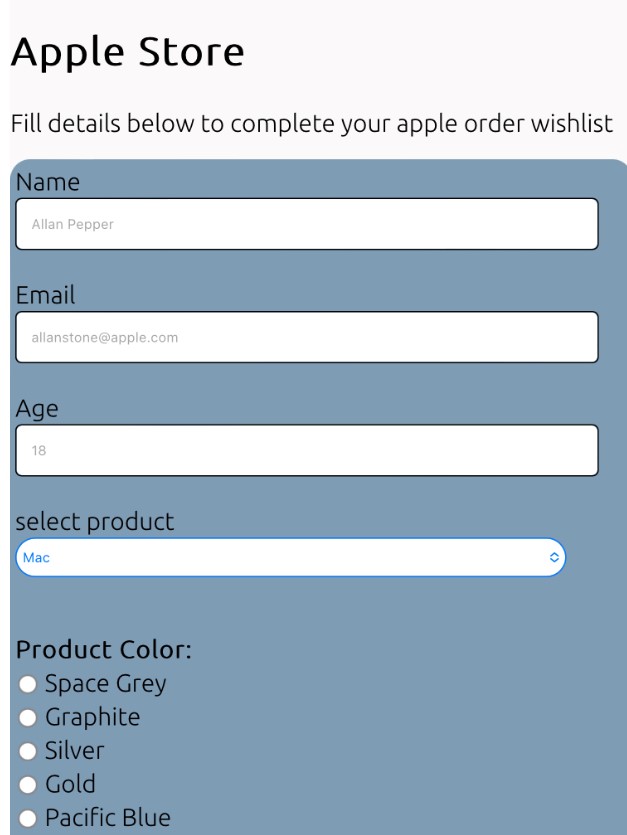 Apple Store
Fill details below to complete your apple order wishlist
Name
Allan Pepper
Email
allanstone@apple.com
Age
18
select product
Mac
Product Color:
Space Grey
Graphite
Silver
Gold
Pacific Blue